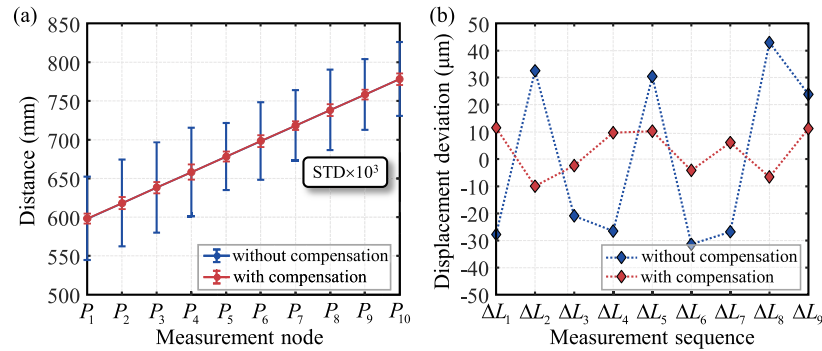 (a)
Distance (mm)
850
800
750
700
650
600
550
500
STD×10³
without compensation
with compensation
P₁ P₂ P₃ P₄ P₅ P₆ P₇ P₈ P₉ P₁₀
Measurement node
(b)
Displacement deviation (μm)
50
40
30
20
10
0
-10
-20
-30
-40
-50
without compensation
with compensation
ΔL₁ ΔL₂ ΔL₃ ΔL₄ ΔL₅ ΔL₆ ΔL₇ ΔL₈ ΔL₉
Measurement sequence